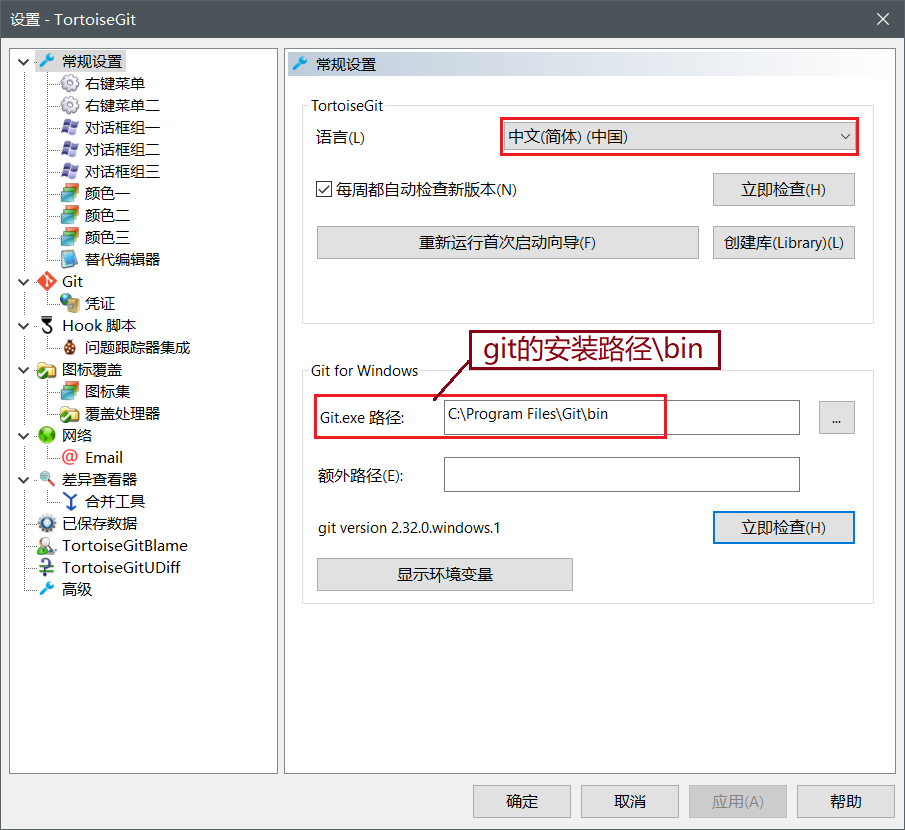 设置 - TortoiseGit
常规设置
右键菜单
右键菜单二
对话框组一
对话框组二
对话框组三
颜色一
颜色二
颜色三
替代编辑器
Git
凭证
Hook 脚本
问题跟踪器集成
图标覆盖
图标集
覆盖处理器
网络
Email
差异查看器
合并工具
已保存数据
TortoiseGitBlame
TortoiseGitUDiff
高级
常规设置
TortoiseGit
语言(L)
中文(简体) (中国)
每周都自动检查新版本(N)
立即检查(H)
重新运行首次启动向导(F)
创建库(Library)(L)
git的安装路径\bin
Git for Windows
Git.exe 路径:
C:\Program Files\Git\bin
...
额外路径(E):
git version 2.32.0.windows.1
立即检查(H)
显示环境变量
确定
取消
应用(A)
帮助